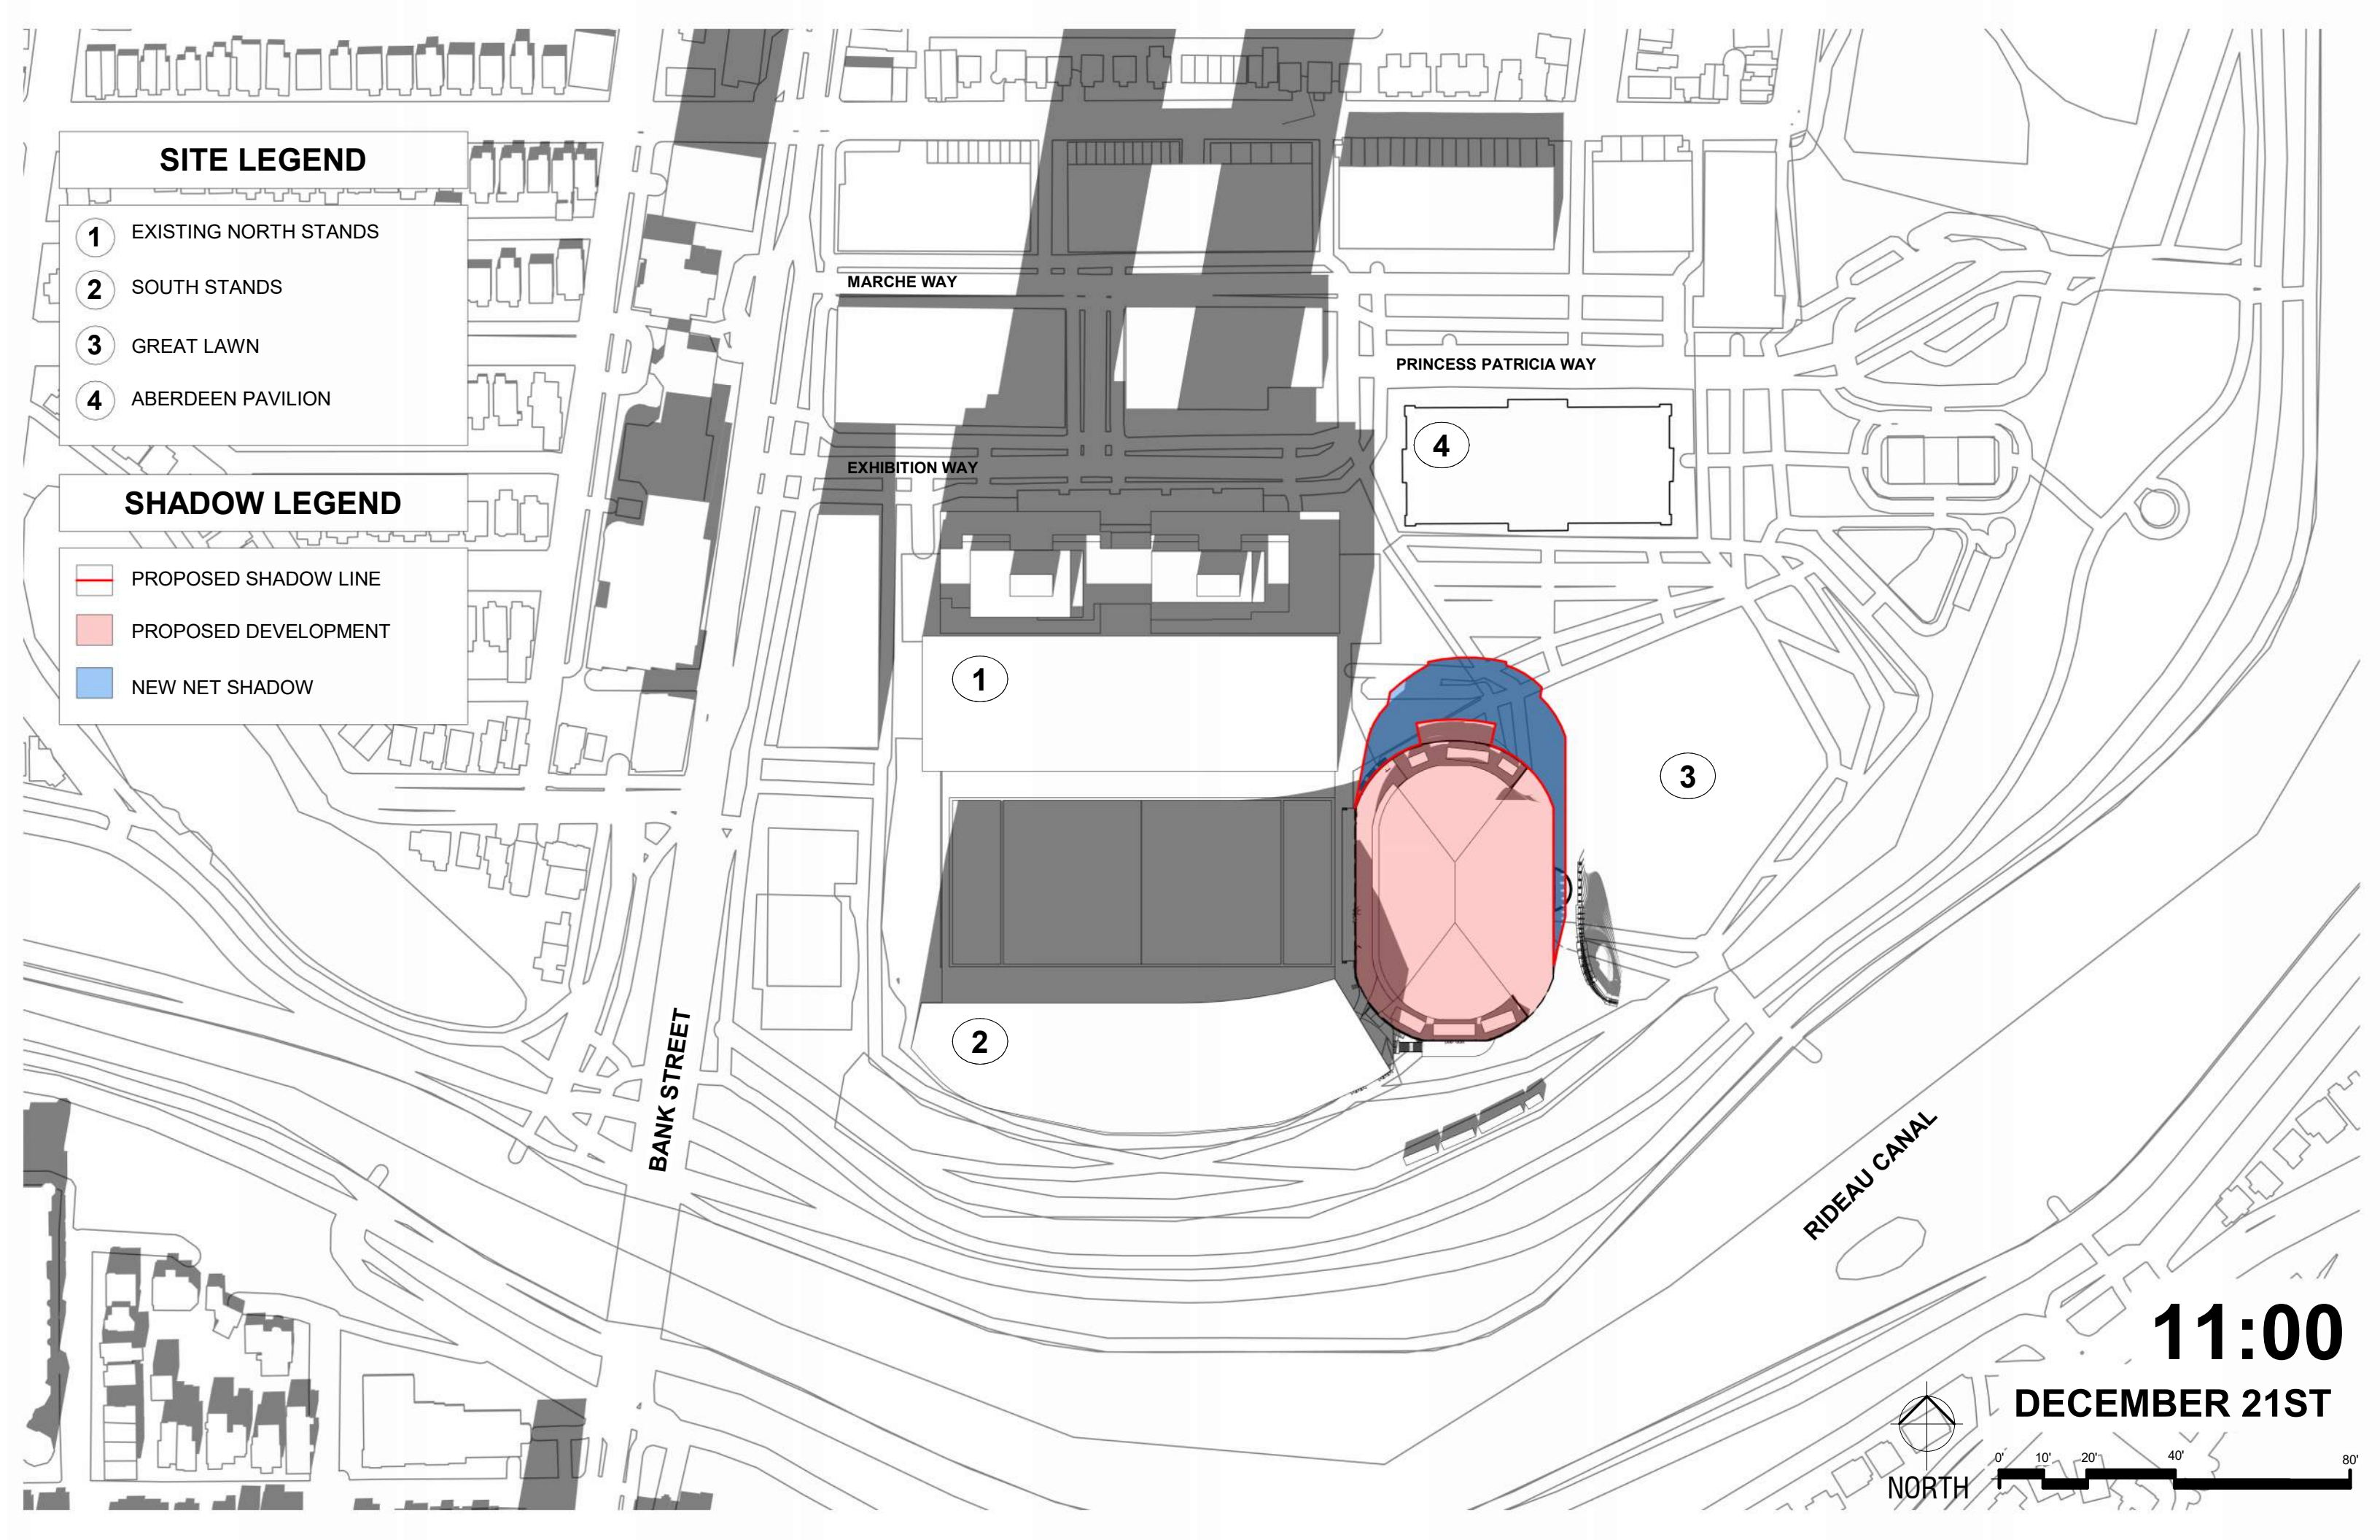 SITE LEGEND
1 EXISTING NORTH STANDS
2 SOUTH STANDS
3 GREAT LAWN
4 ABERDEEN PAVILION
SHADOW LEGEND
PROPOSED SHADOW LINE
PROPOSED DEVELOPMENT
NEW NET SHADOW
MARCHE WAY
PRINCESS PATRICIA WAY
4
EXHIBITION WAY
1
3
2
BANK STREET
RIDEAU CANAL
11:00
DECEMBER 21ST
NORTH
0' 10' 20' 40' 80'